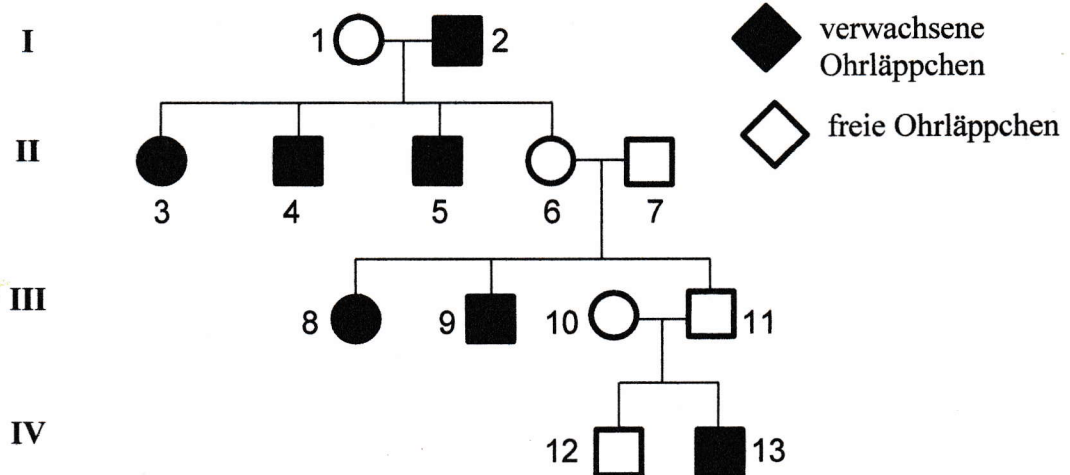 I
1
2
verwachsene
Ohrläppchen
freie Ohrläppchen
II
3
4
5
6
7
III
8
9
10
11
IV
12
13